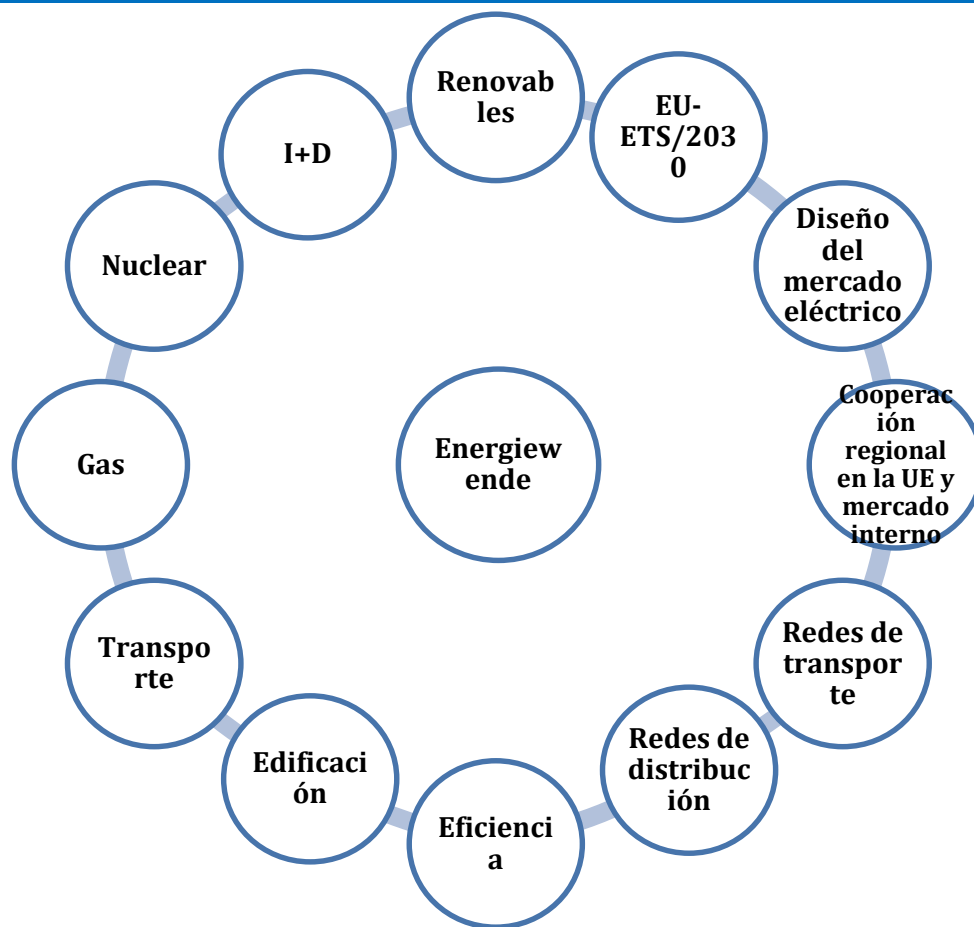 Renovab
les
EU-
ETS/203
0
Diseño
del
mercado
eléctrico
Cooperac
ión
regional
en la UE y
mercado
interno
Redes de
transpor
te
Redes de
distribuc
ión
Eficienci
a
Edificaci
ón
Transpo
rte
Gas
Nuclear
I+D
Energiew
ende